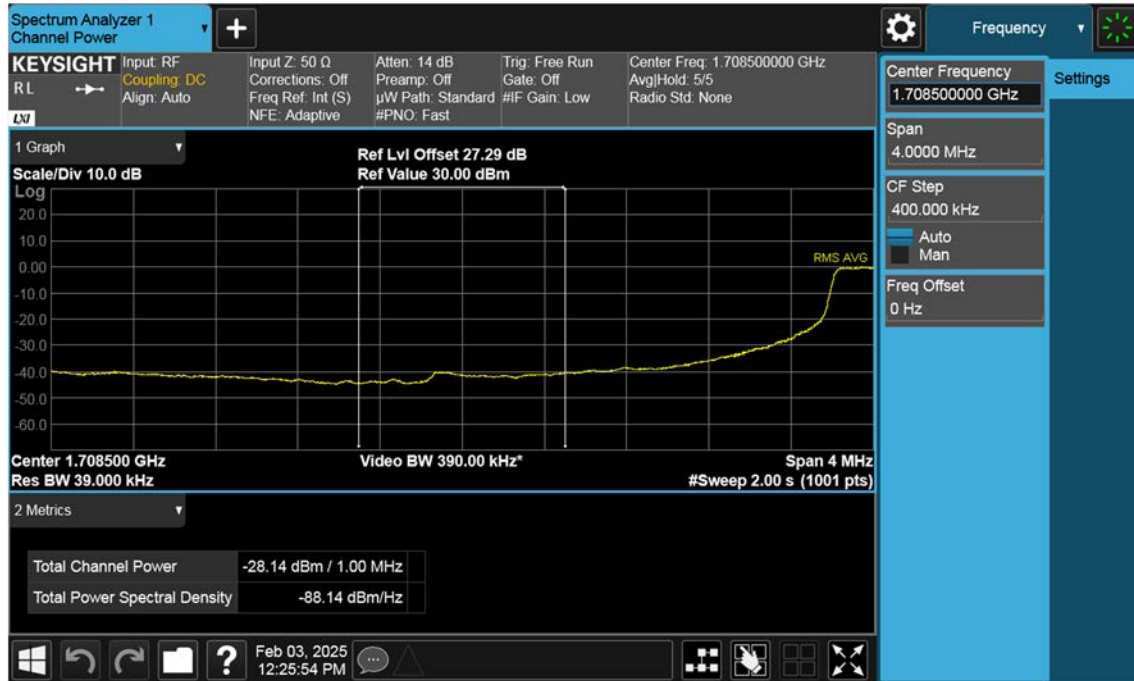 Spectrum Analyzer 1
Channel Power
+
Frequency
KEYSIGHT
R L
LXI
Input: RF
Coupling: DC
Align: Auto
Input Z: 50 Ω
Corrections: Off
Freq Ref: Int (S)
NFE: Adaptive
Atten: 14 dB
Preamp: Off
µW Path: Standard
#PNO: Fast
Trig: Free Run
Gate: Off
#IF Gain: Low
Center Freq: 1.708500000 GHz
Avg|Hold: 5/5
Radio Std: None
Center Frequency
1.708500000 GHz
Settings
Span
4.0000 MHz
CF Step
400.000 kHz
Auto
Man
Freq Offset
0 Hz
1 Graph
Scale/Div 10.0 dB
Ref Lvl Offset 27.29 dB
Ref Value 30.00 dBm
Log
20.0
10.0
0.00
-10.0
-20.0
-30.0
-40.0
-50.0
-60.0
RMS AVG
Center 1.708500 GHz
Video BW 390.00 kHz*
Span 4 MHz
Res BW 39.000 kHz
#Sweep 2.00 s (1001 pts)
2 Metrics
Total Channel Power -28.14 dBm / 1.00 MHz
Total Power Spectral Density -88.14 dBm/Hz
?
Feb 03, 2025
12:25:54 PM